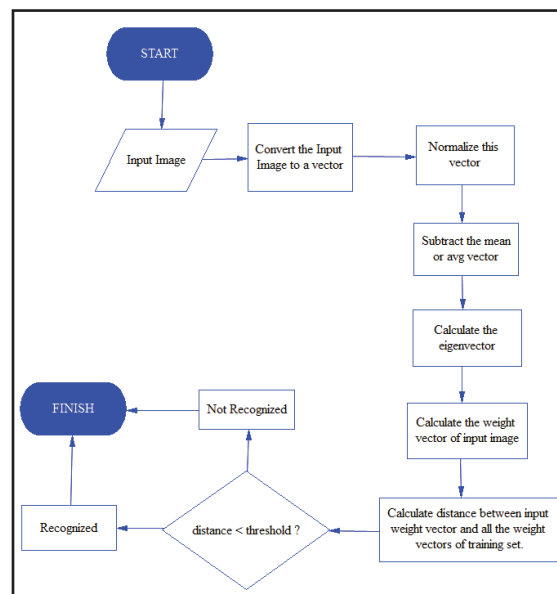 START
Input Image
Convert the Input
Image to a vector
Normalize this
vector
Subtract the mean
or avg vector
Calculate the
eigenvector
Calculate the weight
vector of input image
Calculate distance between input
weight vector and all the weight
vectors of training set.
distance < threshold ?
Not Recognized
Recognized
FINISH